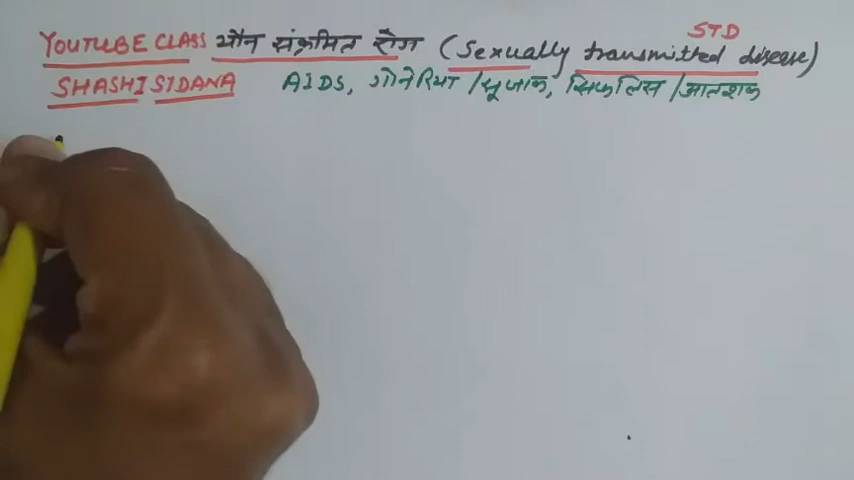 STD
YOUTUBE CLASS यौन संक्रमित रोग (Sexually transmitted disease)
SHASHI SIDANA AIDS, गोनेरिया / सूजाक, सिफलिस / आतशक